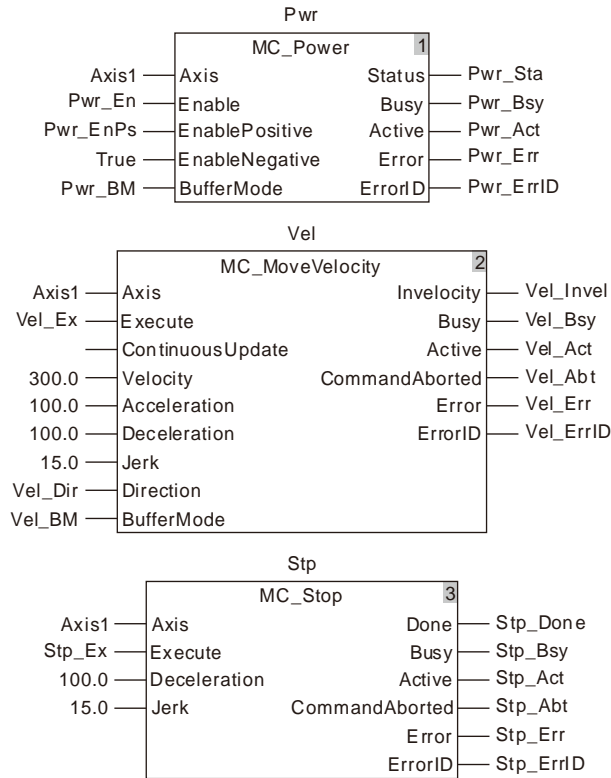 Pwr
MC_Power 1
Axis1 Axis Status Pwr_Sta
Pwr_En Enable Busy Pwr_Bsy
Pwr_EnPs EnablePositive Active Pwr_Act
True EnableNegative Error Pwr_Err
Pwr_BM BufferMode ErrorID Pwr_ErrID
Vel
MC_MoveVelocity 2
Axis1 Axis Invelocity Vel_Invel
Vel_Ex Execute Busy Vel_Bsy
ContinuousUpdate Active Vel_Act
300.0 Velocity CommandAborted Vel_Abt
100.0 Acceleration Error Vel_Err
100.0 Deceleration ErrorID Vel_ErrID
15.0 Jerk
Vel_Dir Direction
Vel_BM BufferMode
Stp
MC_Stop 3
Axis1 Axis Done Stp_Done
Stp_Ex Execute Busy Stp_Bsy
100.0 Deceleration Active Stp_Act
15.0 Jerk CommandAborted Stp_Abt
Error Stp_Err
ErrorID Stp_ErrID